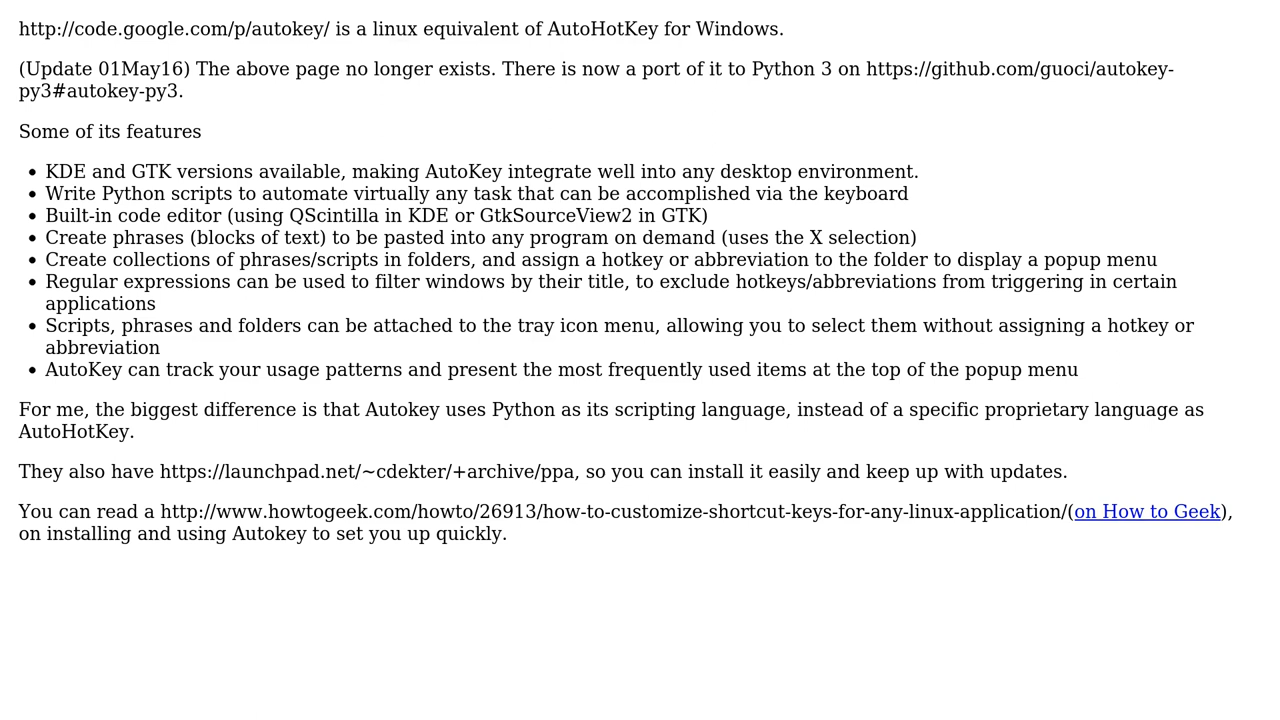 http://code.google.com/p/autokey/ is a linux equivalent of AutoHotKey for Windows.
(Update 01May16) The above page no longer exists. There is now a port of it to Python 3 on https://github.com/guoci/autokey-
py3#autokey-py3.
Some of its features
• KDE and GTK versions available, making AutoKey integrate well into any desktop environment.
• Write Python scripts to automate virtually any task that can be accomplished via the keyboard
• Built-in code editor (using QScintilla in KDE or GtkSourceView2 in GTK)
• Create phrases (blocks of text) to be pasted into any program on demand (uses the X selection)
• Create collections of phrases/scripts in folders, and assign a hotkey or abbreviation to the folder to display a popup menu
• Regular expressions can be used to filter windows by their title, to exclude hotkeys/abbreviations from triggering in certain
applications
• Scripts, phrases and folders can be attached to the tray icon menu, allowing you to select them without assigning a hotkey or
abbreviation
• AutoKey can track your usage patterns and present the most frequently used items at the top of the popup menu
For me, the biggest difference is that Autokey uses Python as its scripting language, instead of a specific proprietary language as
AutoHotKey.
They also have https://launchpad.net/~cdekter/+archive/ppa, so you can install it easily and keep up with updates.
You can read a http://www.howtogeek.com/howto/26913/how-to-customize-shortcut-keys-for-any-linux-application/(on How to Geek),
on installing and using Autokey to set you up quickly.